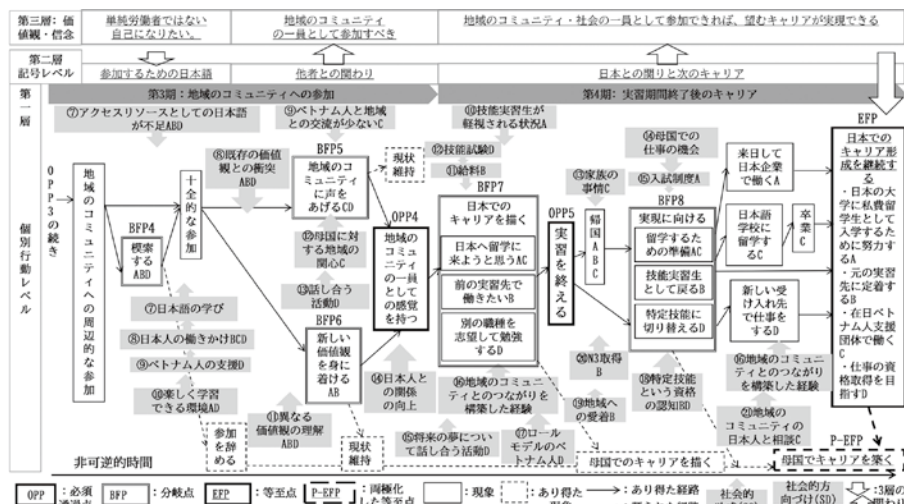 第三層：価
値観・信念
単純労働者ではない
自己になりたい。
地域のコミュニティ
の一員として参加すべき
地域のコミュニティ・社会の一員として参加できれば、望むキャリアが実現できる
第二層
記号レベル
参加するための日本語
他者との関わり
日本との関りと次のキャリア
第一層
個別行動レベル
第3期：地域のコミュニティへの参加
第4期：実習期間終了後のキャリア
⑦アクセスリソースとしての日本語
が不足ABD
⑧既存の価値
観との衝突
ABD
⑨ベトナム人と地域
との交流が少ないC
⑩技能実習生が
軽視される状況A
⑫技能試験D
⑪給料B
⑬家族の
事情C
⑭母国での
仕事の機会
⑮入試制度A
OPP3の続き
地域のコミュニティへの周辺的な参加
BFP4
模索する
ABD
十全的な参加
BFP5
地域のコミ
ュニティに
声をあ
げるCD
現状
維持
⑫母国に対
する地域の
関心C
⑬話し合う
活動D
BFP6
新しい
価値観
を身に
着けるAB
OPP4
地域のコミ
ュニティの
一員として
の感覚
を持つ
BFP7
日本での
キャリアを描く
日本へ留学に
来ようと思うAC
前の実習先で
働きたいB
別の職種を
志望して勉強
するD
OPP5
実習を終える
帰国ABC
BFP8
実現に向ける
留学するため
の準備AC
技能実習生と
して戻るB
特定技能に
切り替えるD
来日して
日本企業
で働くA
日本語
学校に
留学す
るC
卒業C
新しい受
け入れ先
で仕事を
するD
EFP
日本での
キャリア形
成を継続す
る
・日本の大学
に私費留学
生として入学
するために努
力するA
・元の実習先
に定着するB
・在日ベトナ
ム人支援団体
で働くC
・仕事の資格
取得を目指
すD
⑦日本語の学び
⑧日本人の働きかけBCD
⑨ベトナム人の支援D
⑩楽しく学習
できる環境AD
⑪異なる
価値観の理解
ABD
⑭日本人と
の関係
の向上
⑮将来の夢につい
て話し合う活動D
⑯地域のコミュニ
ティとのつながり
を構築した経験
⑰ロール
モデルのベ
トナム人D
⑳N3取得
B
⑲地域へ
の愛着B
⑱特定技能
という資格
の認知BD
⑯地域のコミュニ
ティとのつながり
を構築した経験
㉑地域の
コミュニティの
日本人と相談C
参加
を辞
める
現状
維持
母国でのキャリアを描く
P-EFP
母国でキャリアを築く
非可逆的時間
OPP
：必須
BFP
：分岐点
EFP
：等至点
P-EFP
：両極化
した等至点
：現象
：あり得た
：あり得た経路
社会的
社会的方
向づけ(SD)
：3層の